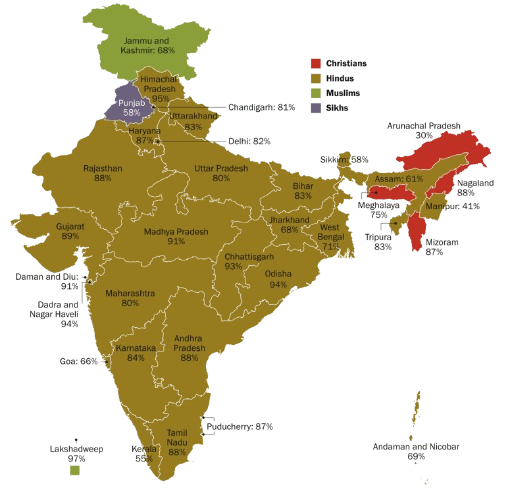 Jammu and
Kashmir: 68%
Christians
Hindus
Muslims
Sikhs
Himachal
Pradesh
95%
Punjab
58%
Chandigarh: 81%
Uttarakhand
83%
Haryana
87%
Delhi: 82%
Arunachal Pradesh
30%
Rajasthan
88%
Uttar Pradesh
80%
Sikkim: 58%
Assam: 61%
Nagaland
88%
Bihar
83%
Meghalaya
75%
Manipur: 41%
Gujarat
89%
Madhya Pradesh
91%
Jharkhand
68%
West
Bengal
71%
Tripura
83%
Mizoram
87%
Chhattisgarh
93%
Odisha
94%
Daman and Diu:
91%
Dadra and
Nagar Haveli
94%
Maharashtra
80%
Andhra
Pradesh
88%
Karnataka
84%
Goa: 66%
Puducherry: 87%
Tamil
Nadu
88%
Kerala
55%
Lakshadweep
97%
Andaman and Nicobar
69%